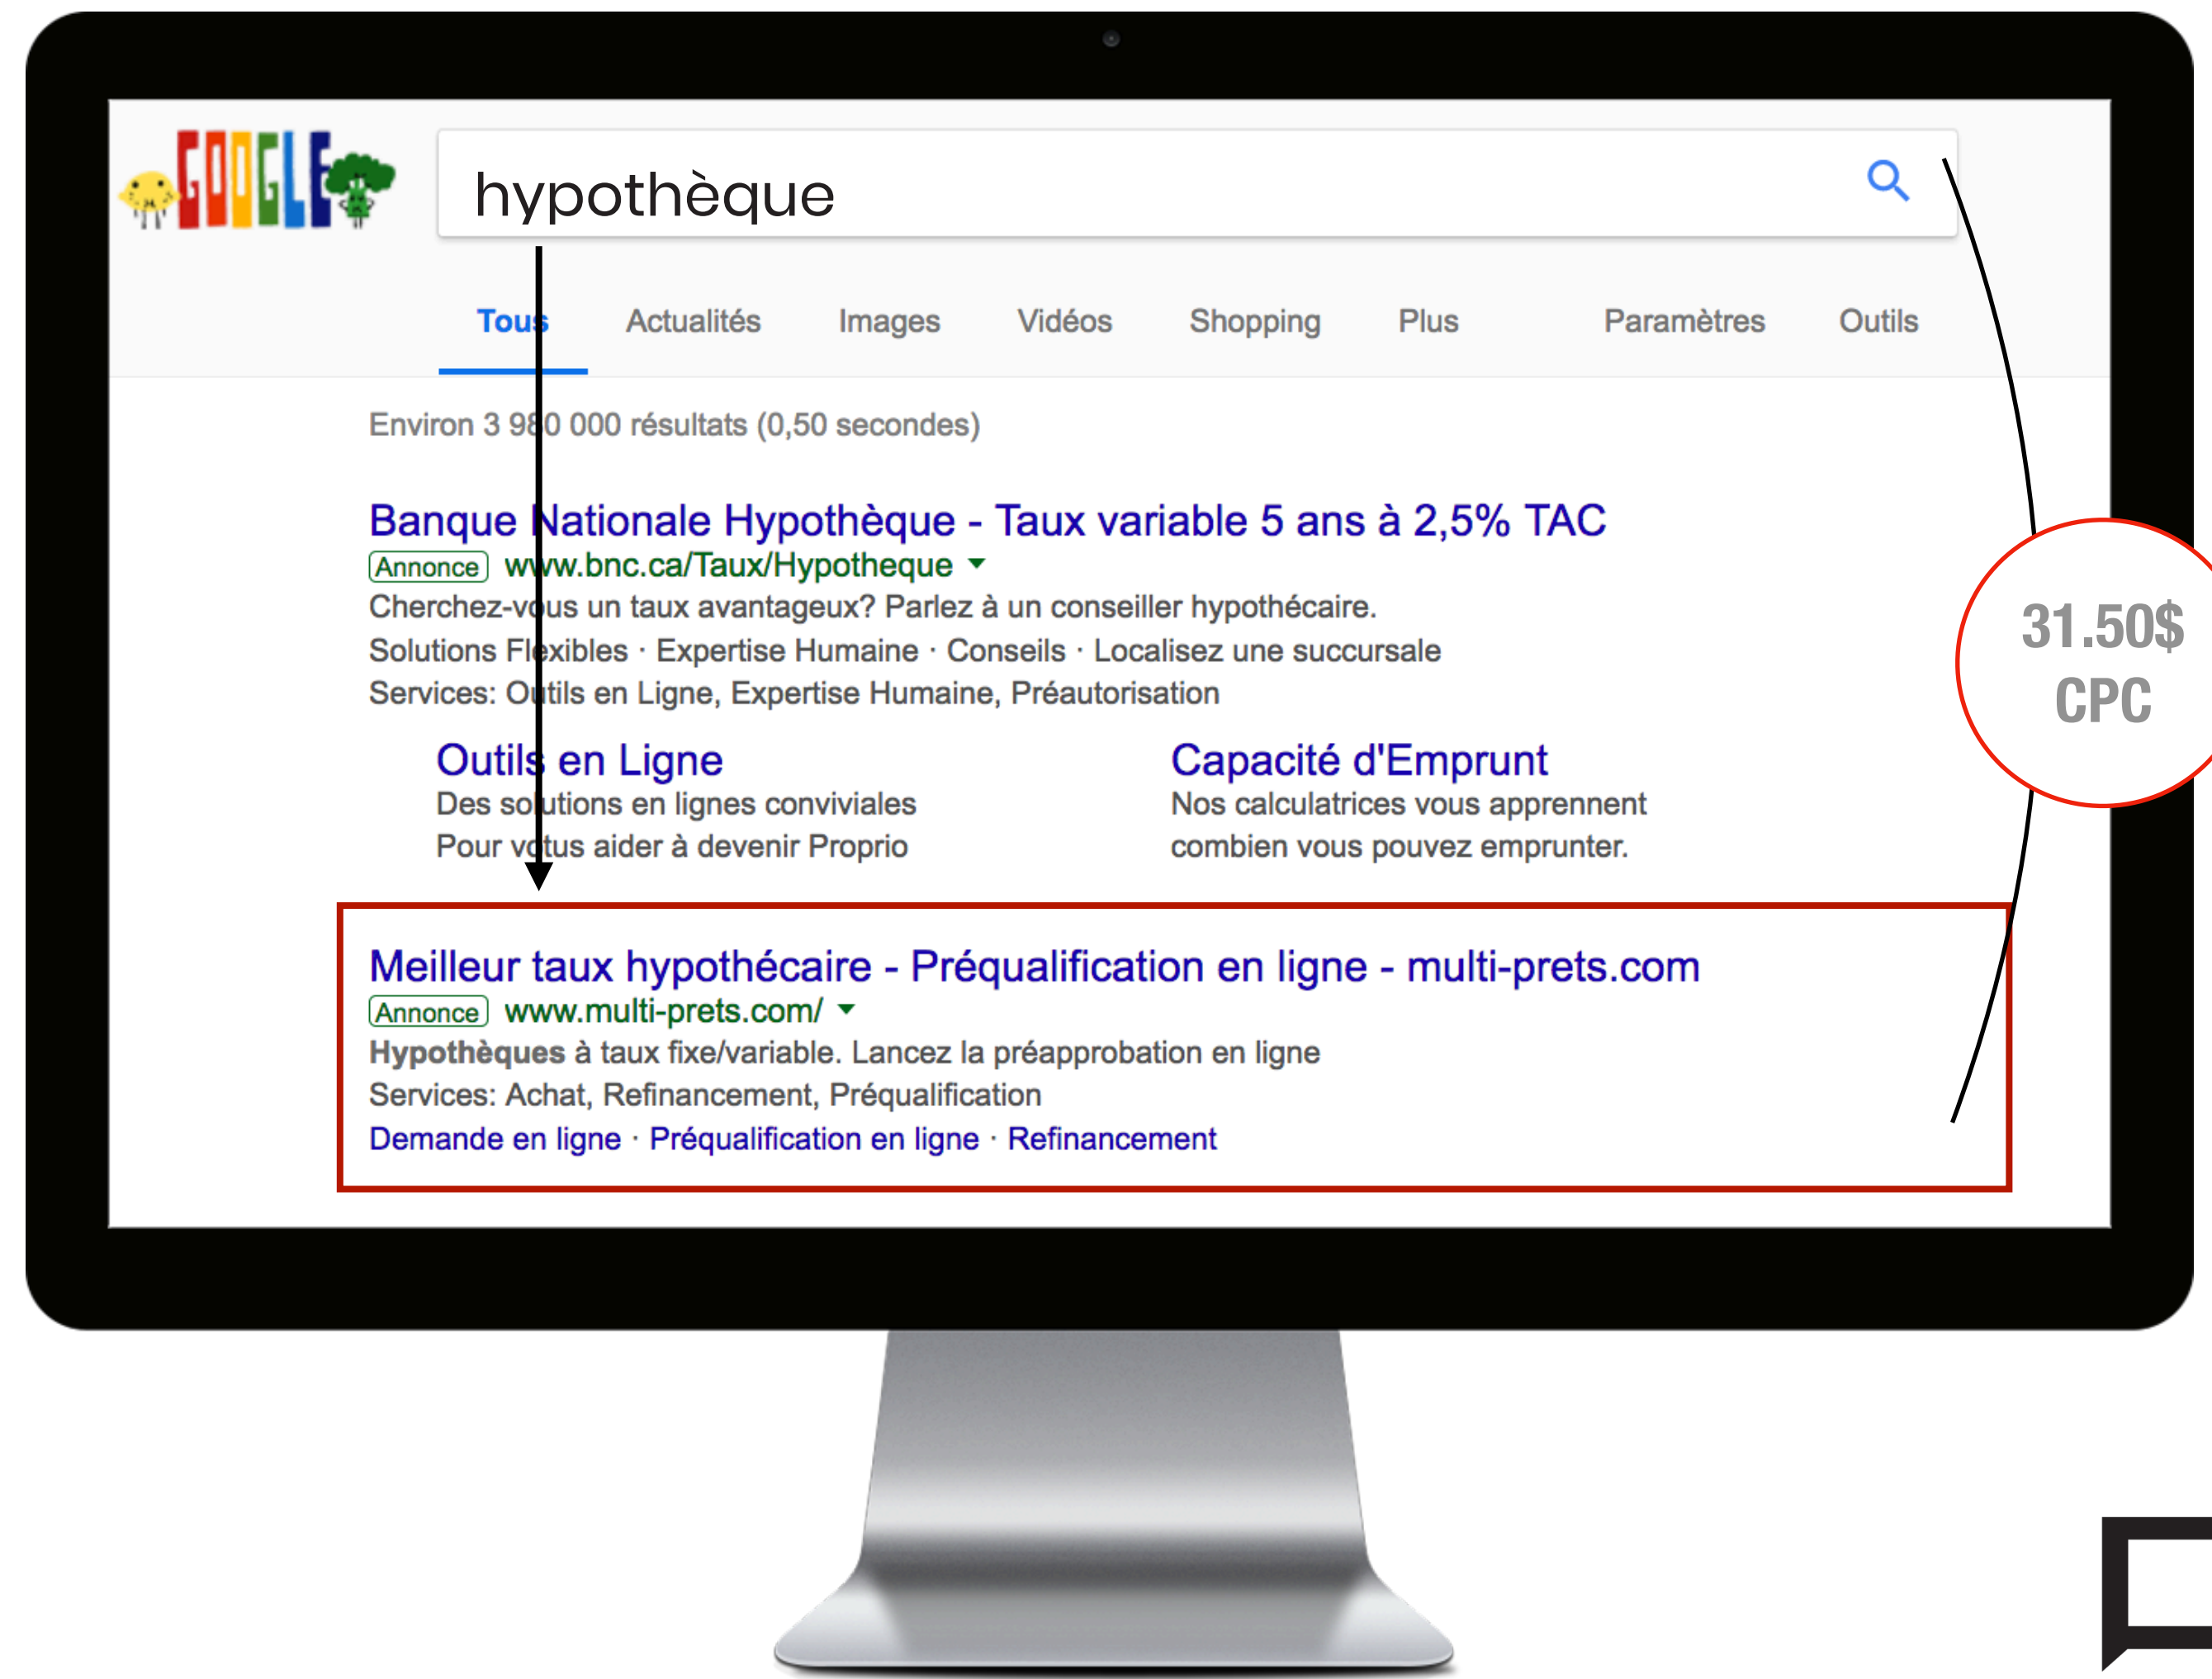 GOOGLE
hypothèque
Tous Actualités Images Vidéos Shopping Plus Paramètres Outils
Environ 3 980 000 résultats (0,50 secondes)
Banque Nationale Hypothèque - Taux variable 5 ans à 2,5% TAC
Annonce www.bnc.ca/Taux/Hypotheque
Cherchez-vous un taux avantageux? Parlez à un conseiller hypothécaire.
Solutions Flexibles · Expertise Humaine · Conseils · Localisez une succursale
Services: Outils en Ligne, Expertise Humaine, Préautorisation
31.50$
CPC
Outils en Ligne
Des solutions en lignes conviviales
Pour votus aider à devenir Proprio
Capacité d'Emprunt
Nos calculatrices vous apprennent
combien vous pouvez emprunter.
Meilleur taux hypothécaire - Préqualification en ligne - multi-prets.com
Annonce www.multi-prets.com/
Hypothèques à taux fixe/variable. Lancez la préapprobation en ligne
Services: Achat, Refinancement, Préqualification
Demande en ligne · Préqualification en ligne · Refinancement